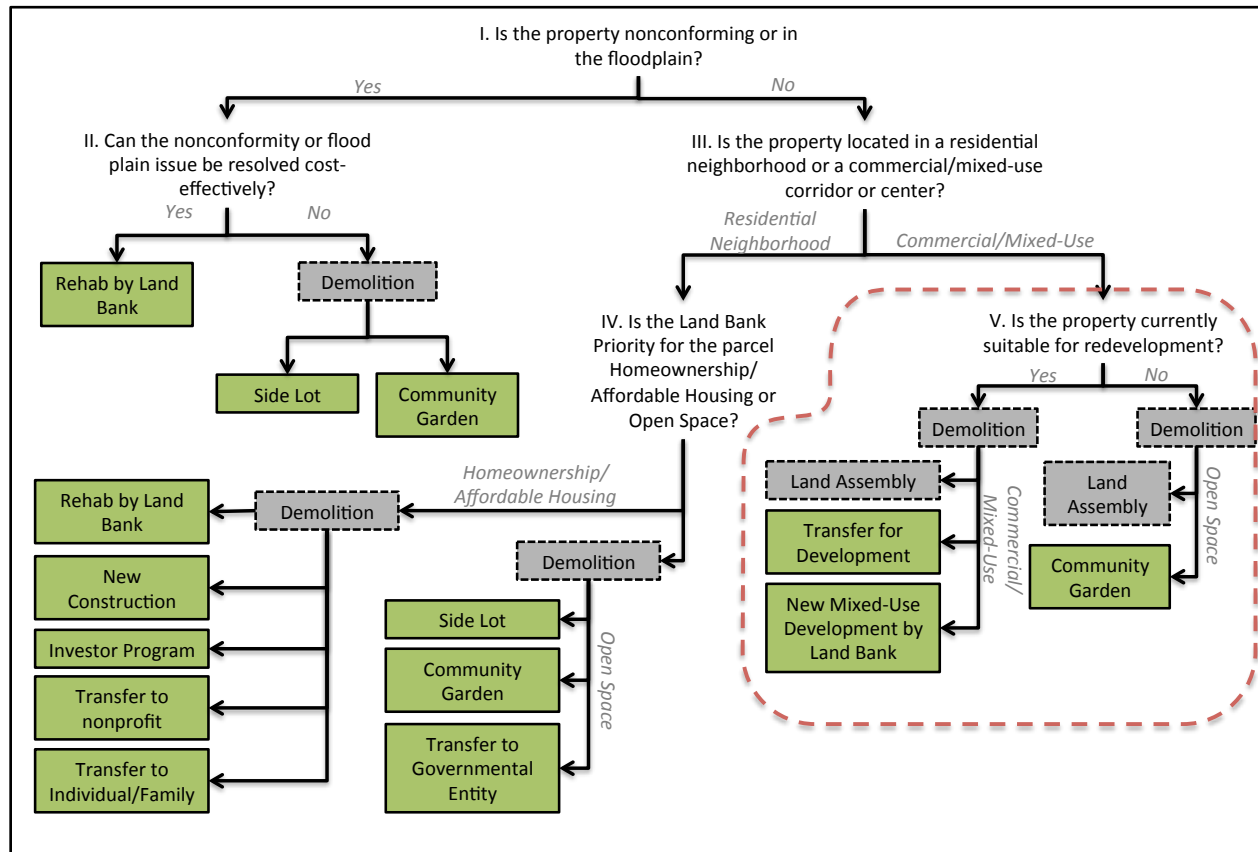 I. Is the property nonconforming or in
the floodplain?
Yes
No
II. Can the nonconformity or flood
plain issue be resolved cost-
effectively?
III. Is the property located in a residential
neighborhood or a commercial/mixed-use
corridor or center?
Yes
No
Residential
Neighborhood
Commercial/Mixed-Use
Rehab by Land
Bank
Demolition
Side Lot
Community
Garden
IV. Is the Land Bank
Priority for the parcel
Homeownership/
Affordable Housing or
Open Space?
V. Is the property currently
suitable for redevelopment?
Yes
No
Demolition
Demolition
Land Assembly
Transfer for
Development
New Mixed-Use
Development by
Land Bank
Commercial/
Mixed-Use
Land
Assembly
Community
Garden
Open Space
Homeownership/
Affordable Housing
Rehab by Land
Bank
Demolition
New
Construction
Investor Program
Transfer to
nonprofit
Transfer to
Individual/Family
Demolition
Side Lot
Community
Garden
Transfer to
Governmental
Entity
Open Space